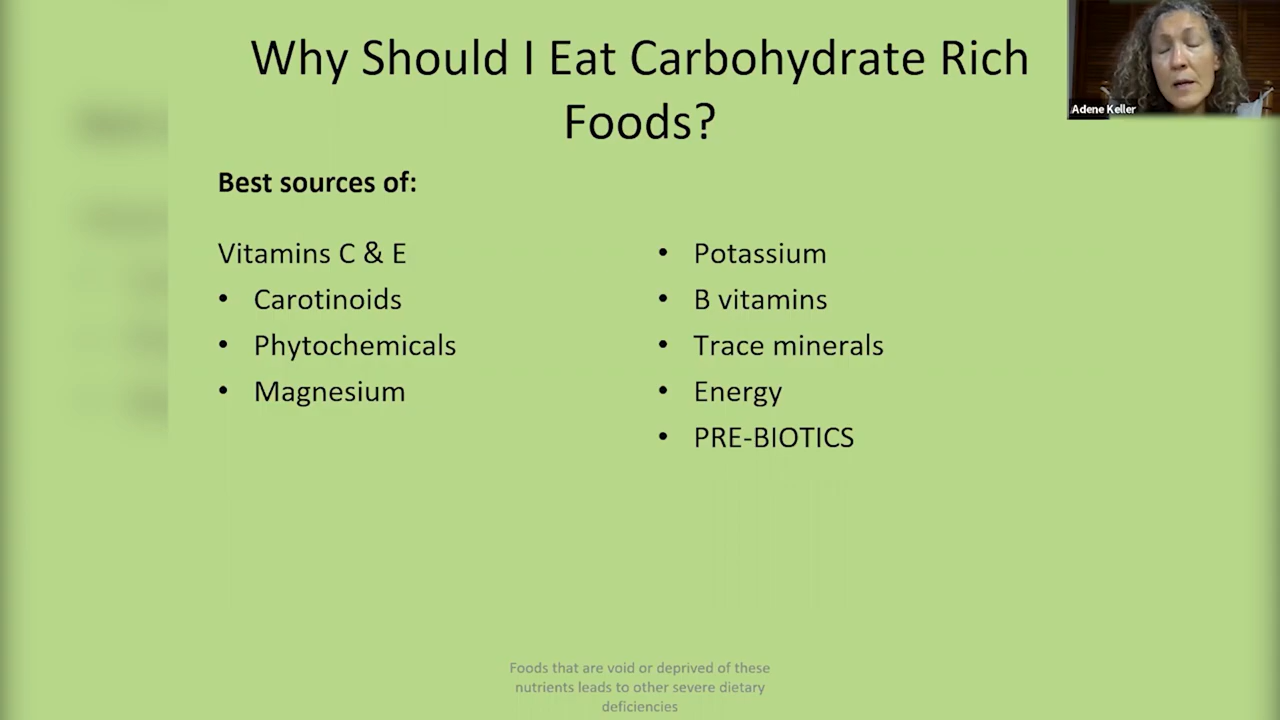 Why Should I Eat Carbohydrate Rich
Foods?
Adene Keller
Best sources of:
Vitamins C & E
• Carotinoids
• Phytochemicals
• Magnesium
• Potassium
• B vitamins
• Trace minerals
• Energy
• PRE-BIOTICS
Foods that are void or deprived of these
nutrients leads to other severe dietary
deficiencies